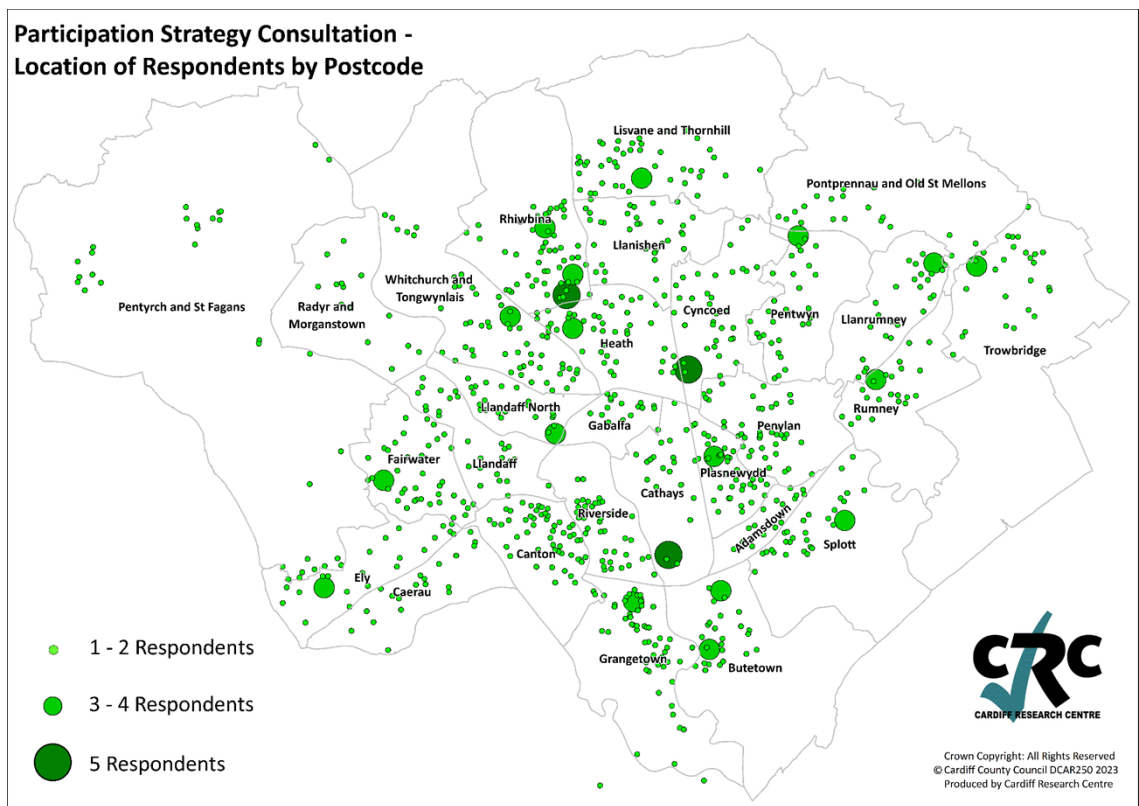 Participation Strategy Consultation -
Location of Respondents by Postcode
Lisvane and Thornhill
Pontprennau and Old St Mellons
Rhiwbina
Llanishen
Whitchurch and
Tongwynlais
Pentyrch and St Fagans
Radyr and
Morganstown
Cyncoed
Pentwyn
Llanrumney
Heath
Trowbridge
Llandaff North
Gabalfa
Rumney
Penylan
Fairwater
Llandaff
Plasnewydd
Cathays
Riverside
Adamsdown
Splott
Canton
Ely
Caerau
Grangetown
Butetown
1 - 2 Respondents
3 - 4 Respondents
5 Respondents
CRC
CARDIFF RESEARCH CENTRE
Crown Copyright: All Rights Reserved
© Cardiff County Council DCAR250 2023
Produced by Cardiff Research Centre